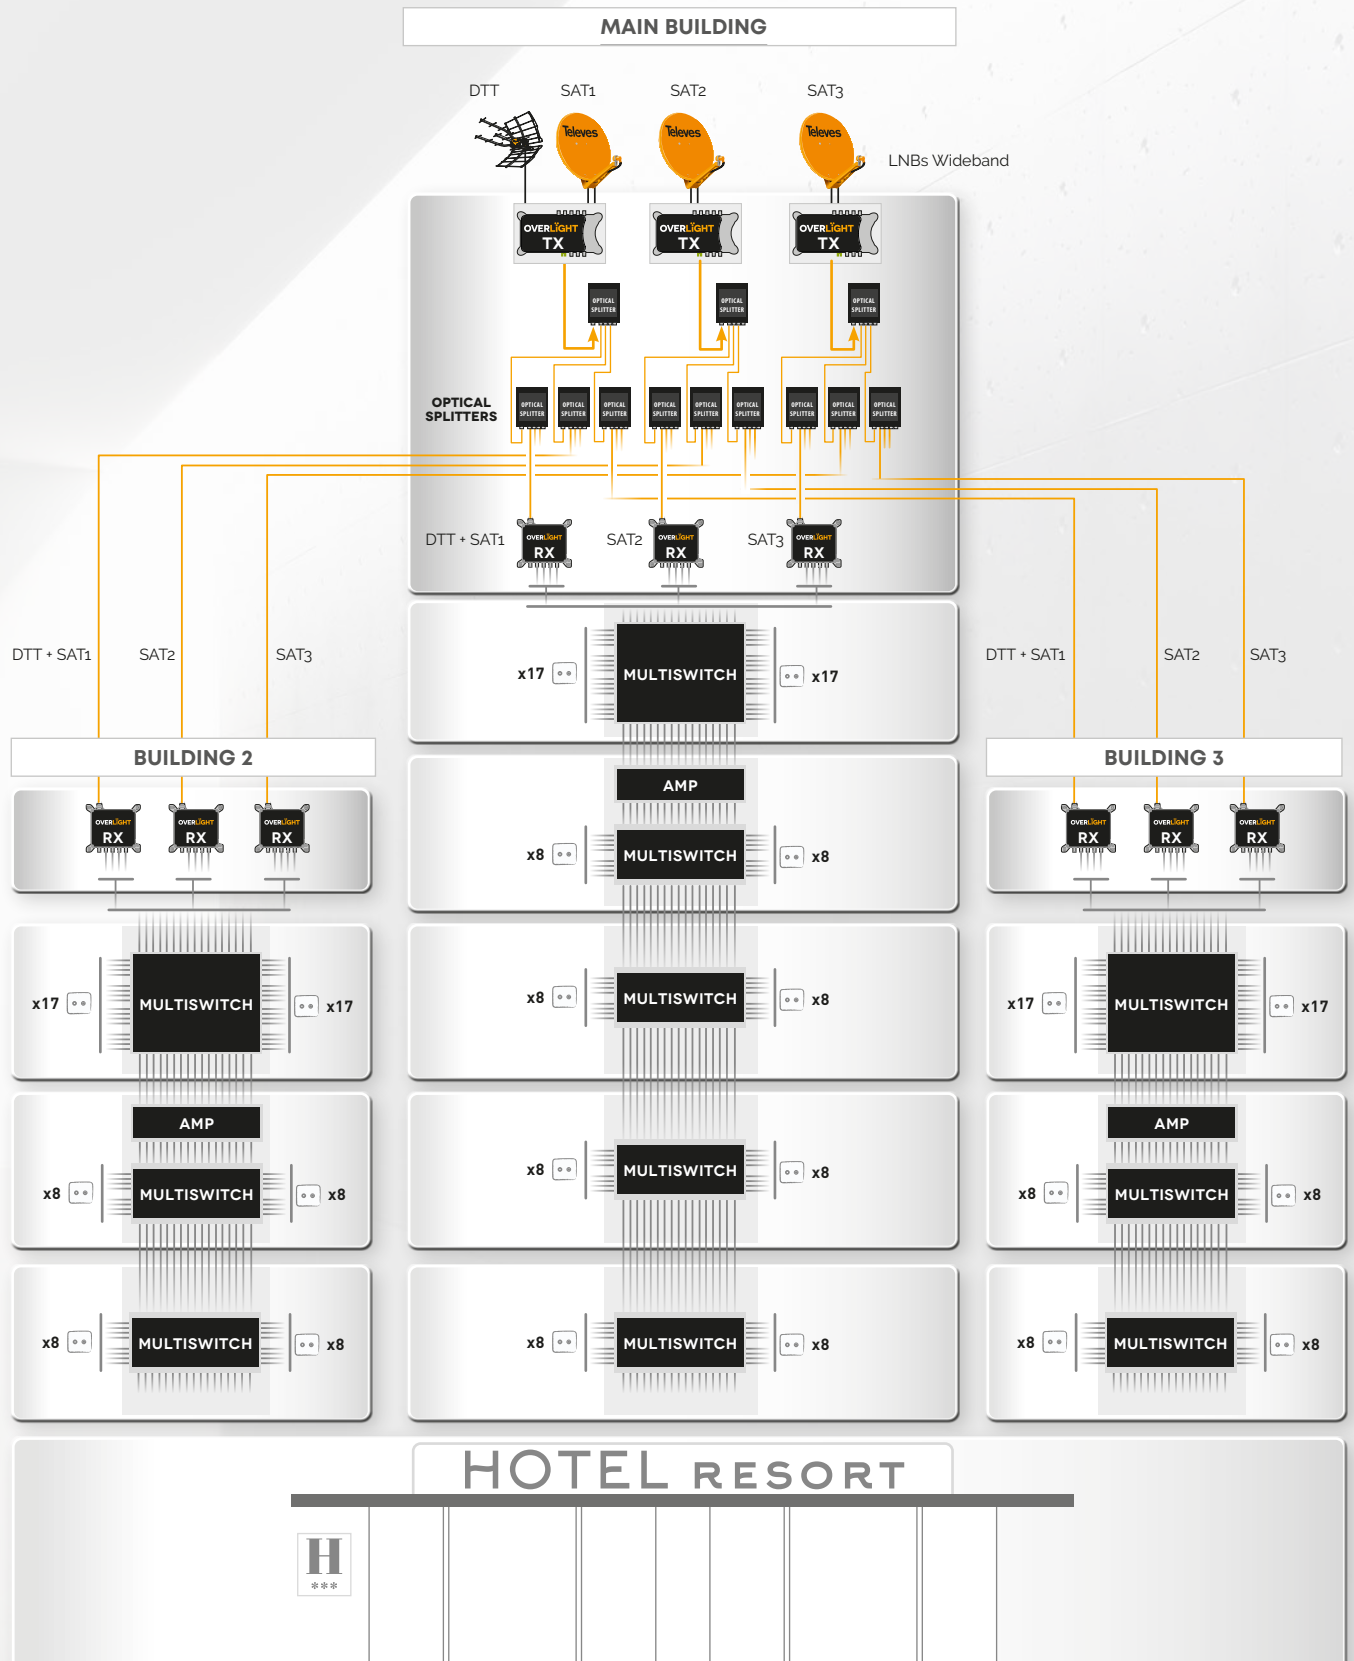 MAIN BUILDING
DTT SAT1 SAT2 SAT3
Televes Televes Televes
LNBs Wideband
OVERLIGHT TX OVERLIGHT TX OVERLIGHT TX
OPTICAL SPLITTER OPTICAL SPLITTER OPTICAL SPLITTER
OPTICAL SPLITTERS
OPTICAL SPLITTER OPTICAL SPLITTER OPTICAL SPLITTER OPTICAL SPLITTER OPTICAL SPLITTER OPTICAL SPLITTER OPTICAL SPLITTER OPTICAL SPLITTER OPTICAL SPLITTER
DTT + SAT1 OVERLIGHT RX SAT2 OVERLIGHT RX SAT3 OVERLIGHT RX
x17 MULTISWITCH x17
AMP
x8 MULTISWITCH x8
x8 MULTISWITCH x8
x8 MULTISWITCH x8
x8 MULTISWITCH x8
DTT + SAT1 SAT2 SAT3
BUILDING 2
OVERLIGHT RX OVERLIGHT RX OVERLIGHT RX
x17 MULTISWITCH x17
AMP
x8 MULTISWITCH x8
x8 MULTISWITCH x8
DTT + SAT1 SAT2 SAT3
BUILDING 3
OVERLIGHT RX OVERLIGHT RX OVERLIGHT RX
x17 MULTISWITCH x17
AMP
x8 MULTISWITCH x8
x8 MULTISWITCH x8
HOTEL RESORT
H
***